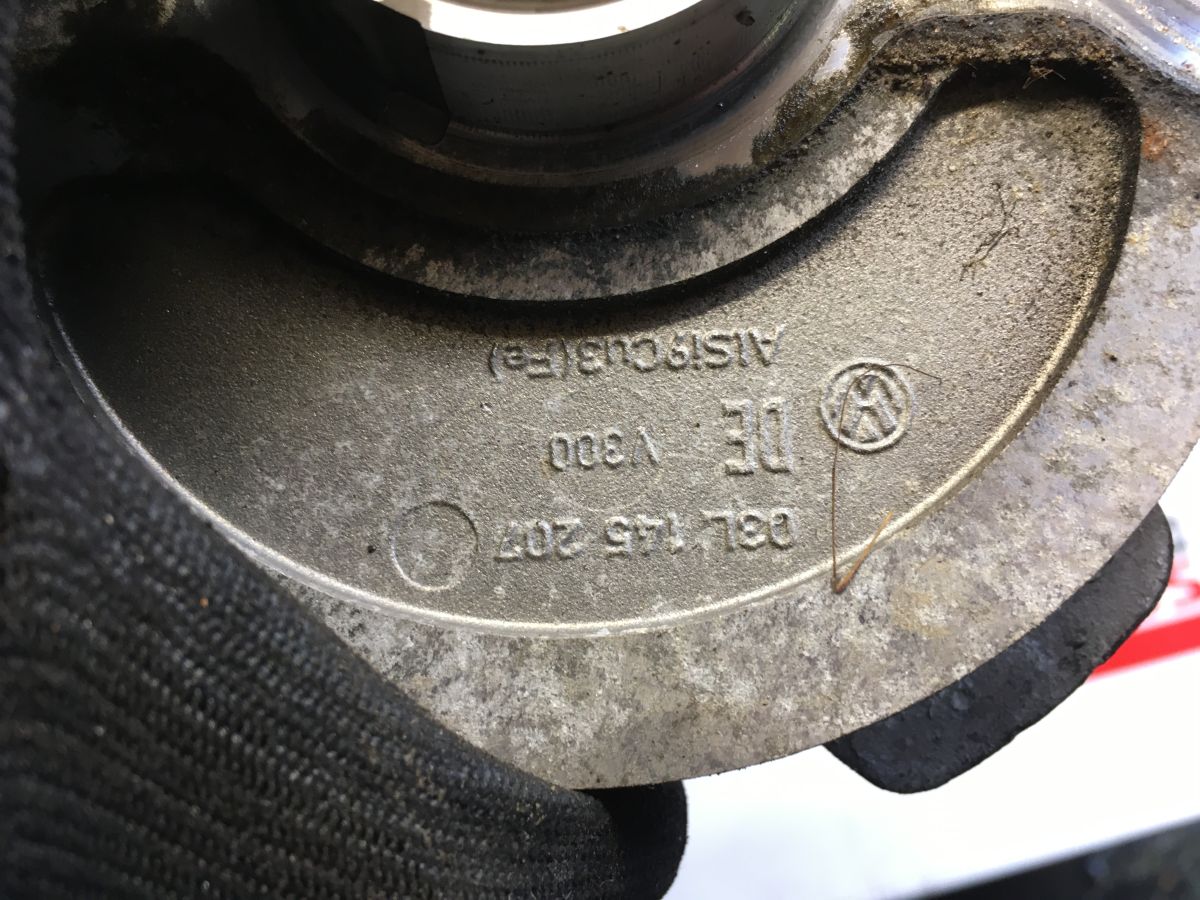 03L 145 207
DE V300
AlSi9Cu3(Fe)